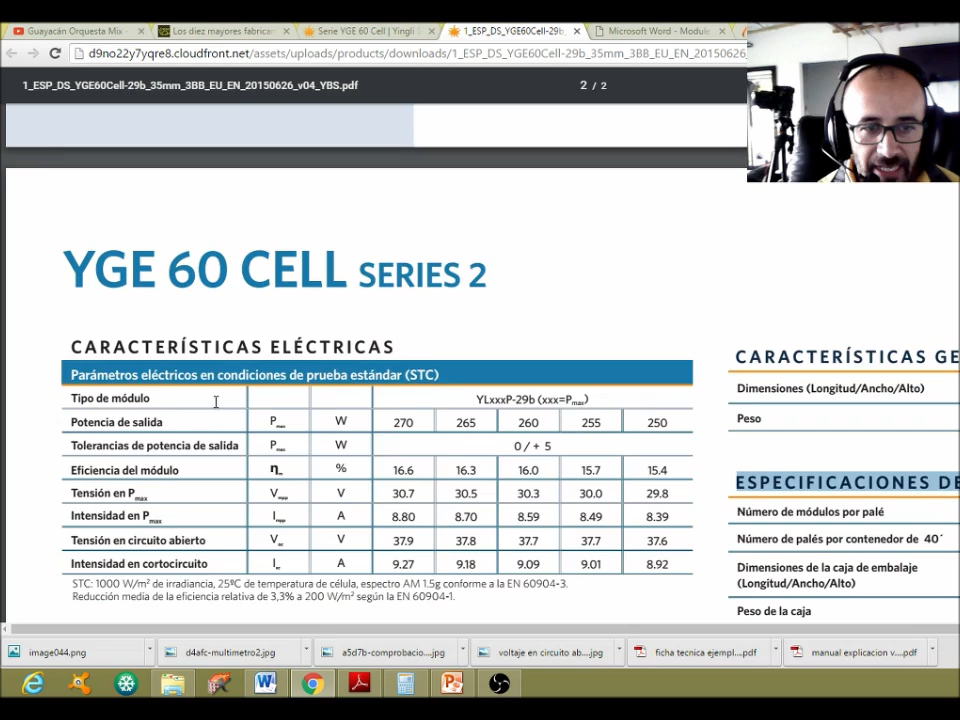 Guayacán Orquesta Mix -
Los diez mayores fabrican
Serie YGE 60 Cell | Yingli
1_ESP_DS_YGE60Cell-29b_
Microsoft Word - Module
d9no22y7yqre8.cloudfront.net/assets/uploads/products/downloads/1_ESP_DS_YGE60Cell-29b_35mm_3BB_EU_EN_20150626_
1_ESP_DS_YGE60Cell-29b_35mm_3BB_EU_EN_20150626_v04_YBS.pdf
2 / 2
YGE 60 CELL SERIES 2
CARACTERÍSTICAS ELÉCTRICAS
Parámetros eléctricos en condiciones de prueba estándar (STC)
Tipo de módulo YLxxxP-29b (xxx=Pmax)
Potencia de salida Pmax W 270 265 260 255 250
Tolerancias de potencia de salida Pmax W 0 / + 5
Eficiencia del módulo ηm % 16.6 16.3 16.0 15.7 15.4
Tensión en Pmax Vmpp V 30.7 30.5 30.3 30.0 29.8
Intensidad en Pmax Impp A 8.80 8.70 8.59 8.49 8.39
Tensión en circuito abierto Voc V 37.9 37.8 37.7 37.7 37.6
Intensidad en cortocircuito Isc A 9.27 9.18 9.09 9.01 8.92
STC: 1000 W/m² de irradiancia, 25ºC de temperatura de célula, espectro AM 1.5g conforme a la EN 60904-3.
Reducción media de la eficiencia relativa de 3,3% a 200 W/m² según la EN 60904-1.
CARACTERÍSTICAS GE
Dimensiones (Longitud/Ancho/Alto)
Peso
ESPECIFICACIONES DE
Número de módulos por palé
Número de palés por contenedor de 40´
Dimensiones de la caja de embalaje
(Longitud/Ancho/Alto)
Peso de la caja
image044.png
d4afc-multimetro2.jpg
a5d7b-comprobacio....jpg
voltaje en circuito ab....jpg
ficha tecnica ejempl....pdf
manual explicacion v....pdf